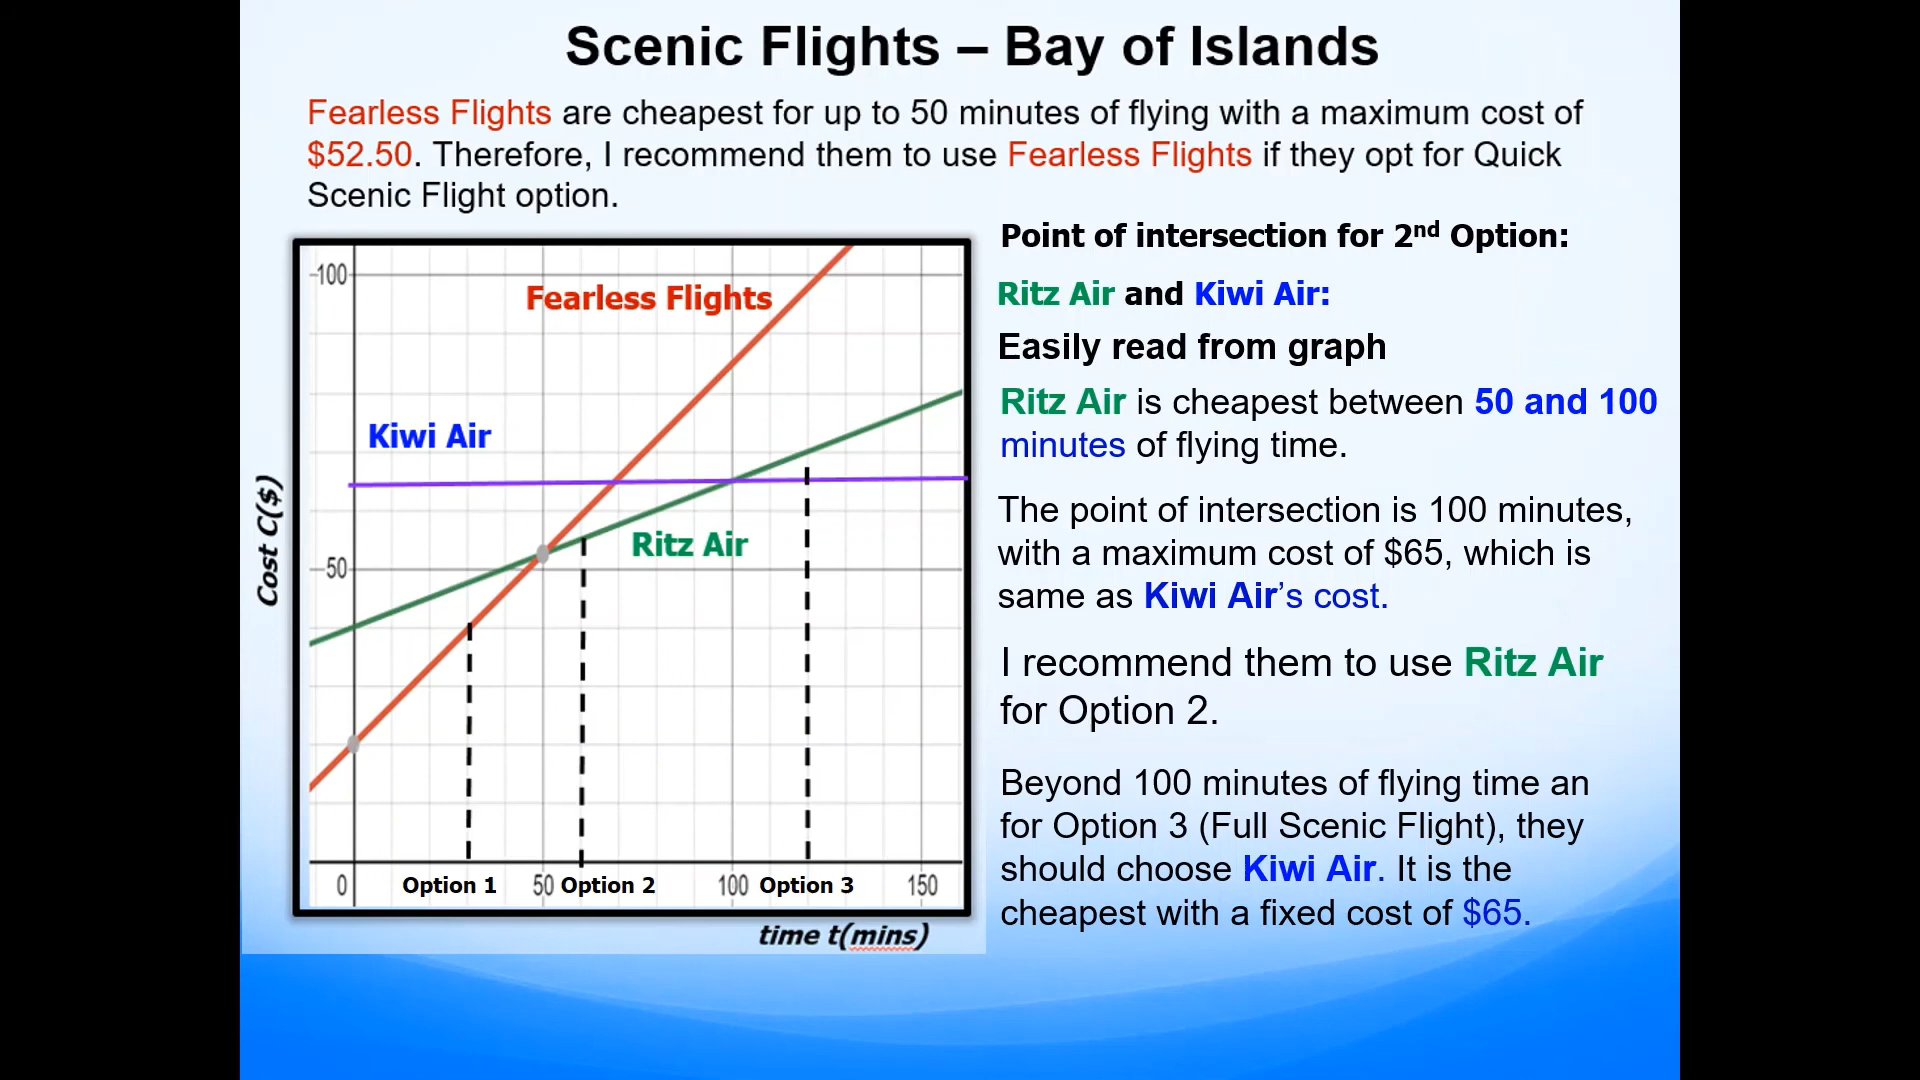 Scenic Flights – Bay of Islands
Fearless Flights are cheapest for up to 50 minutes of flying with a maximum cost of
$52.50. Therefore, I recommend them to use Fearless Flights if they opt for Quick
Scenic Flight option.
100
Fearless Flights
Kiwi Air
Ritz Air
50
Cost C($)
0
Option 1
50
Option 2
100
Option 3
150
time t(mins)
Point of intersection for 2nd Option:
Ritz Air and Kiwi Air:
Easily read from graph
Ritz Air is cheapest between 50 and 100
minutes of flying time.
The point of intersection is 100 minutes,
with a maximum cost of $65, which is
same as Kiwi Air’s cost.
I recommend them to use Ritz Air
for Option 2.
Beyond 100 minutes of flying time an
for Option 3 (Full Scenic Flight), they
should choose Kiwi Air. It is the
cheapest with a fixed cost of $65.